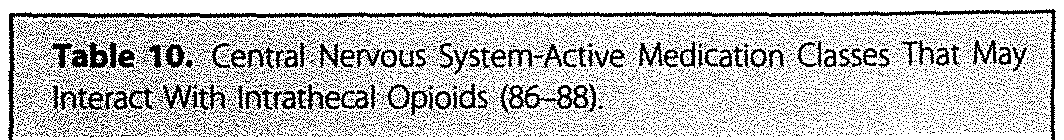 Table 10. Central Nervous System-Active Medication Classes That May
Interact With Intrathecal Opioids (86–88).